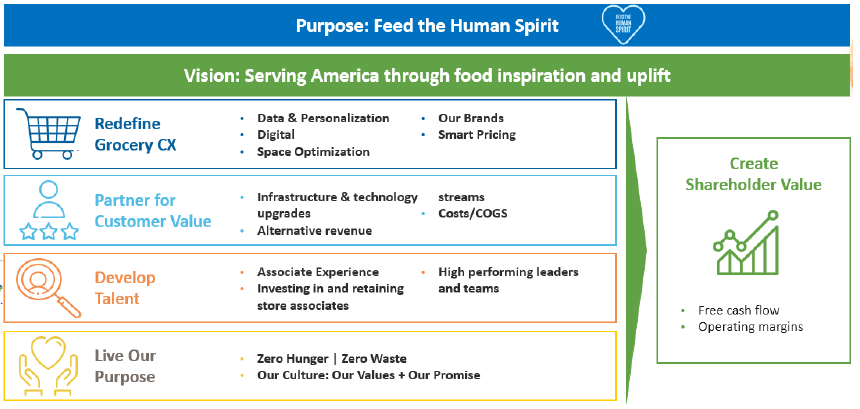 Purpose: Feed the Human Spirit
FEED THE
HUMAN
SPIRIT
Vision: Serving America through food inspiration and uplift
Redefine
Grocery CX
• Data & Personalization
• Digital
• Space Optimization
• Our Brands
• Smart Pricing
Partner for
Customer Value
• Infrastructure & technology
upgrades
• Alternative revenue
streams
• Costs/COGS
Develop
Talent
• Associate Experience
• Investing in and retaining
store associates
• High performing leaders
and teams
Live Our
Purpose
• Zero Hunger | Zero Waste
• Our Culture: Our Values + Our Promise
Create
Shareholder Value
• Free cash flow
• Operating margins